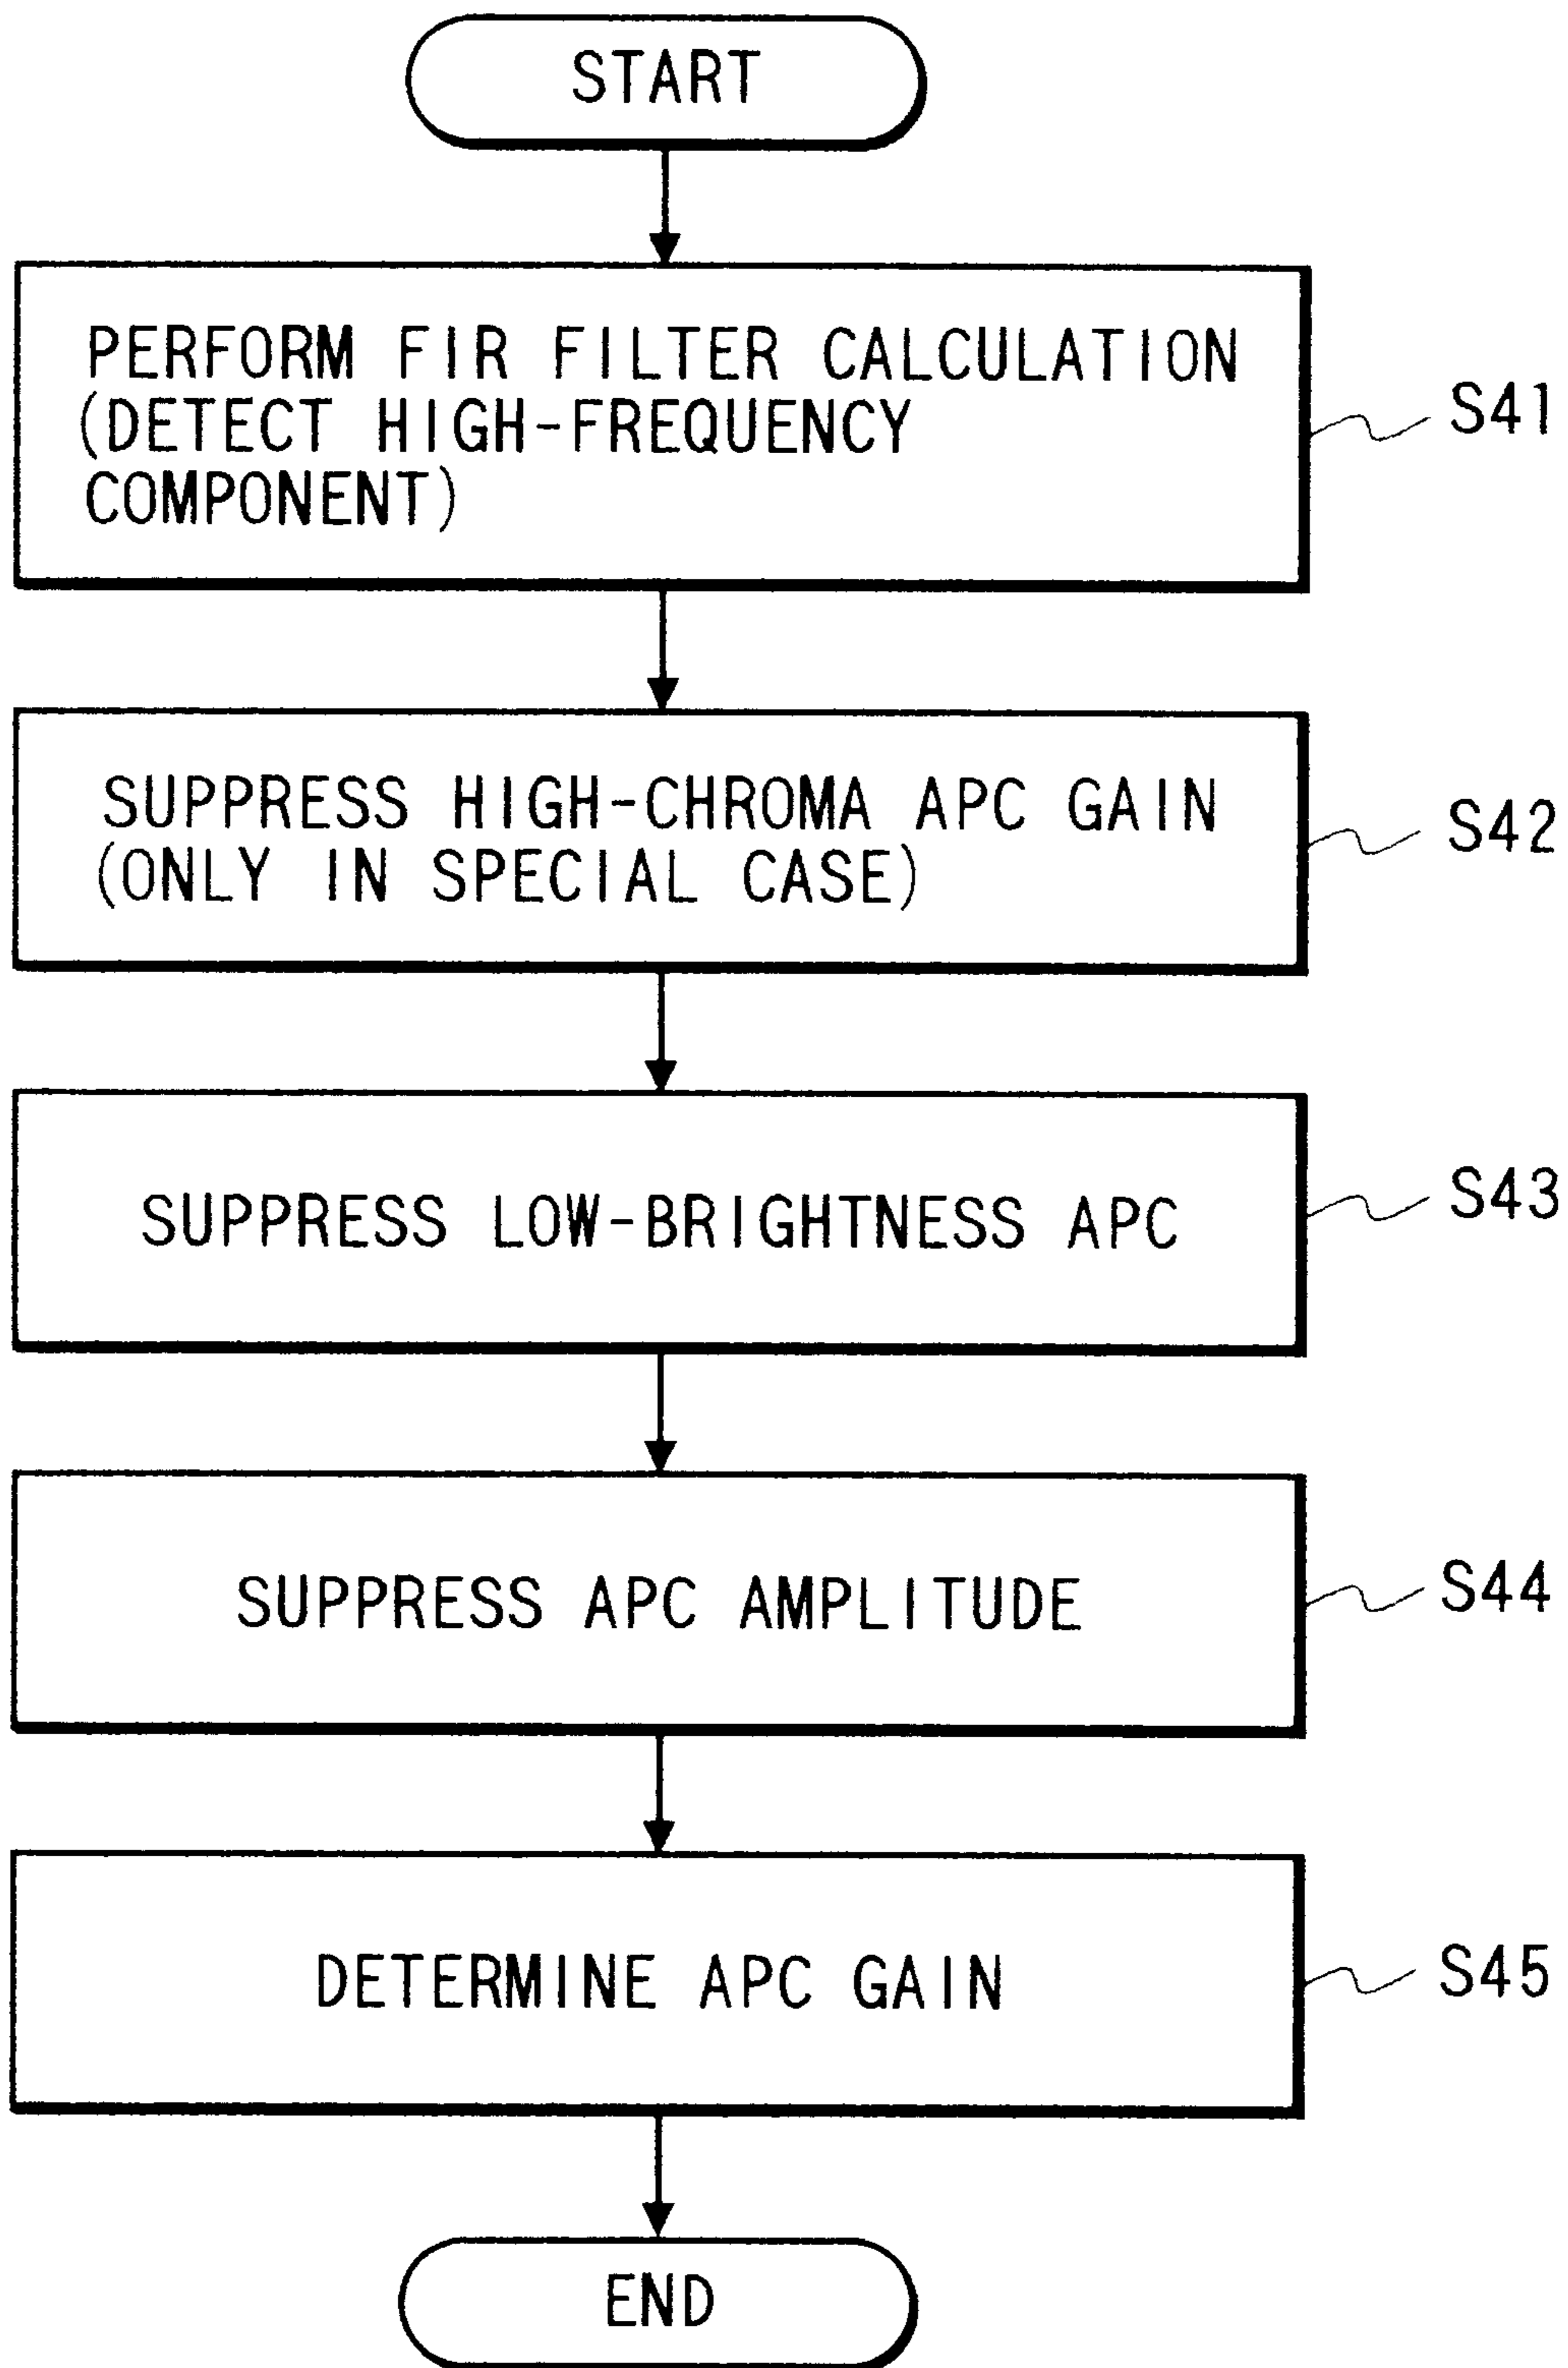 START
PERFORM FIR FILTER CALCULATION
(DETECT HIGH-FREQUENCY
COMPONENT)
S41
SUPPRESS HIGH-CHROMA APC GAIN
(ONLY IN SPECIAL CASE)
S42
SUPPRESS LOW-BRIGHTNESS APC
S43
SUPPRESS APC AMPLITUDE
S44
DETERMINE APC GAIN
S45
END